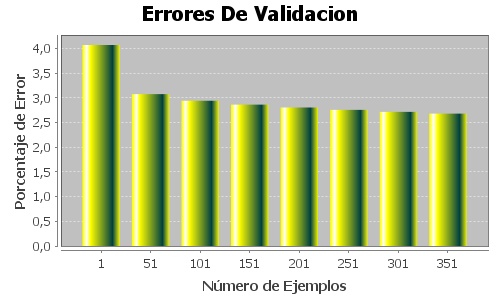 Errores De Validacion
Porcentaje de Error
4,0
3,5
3,0
2,5
2,0
1,5
1,0
0,5
0,0
1 51 101 151 201 251 301 351
Número de Ejemplos